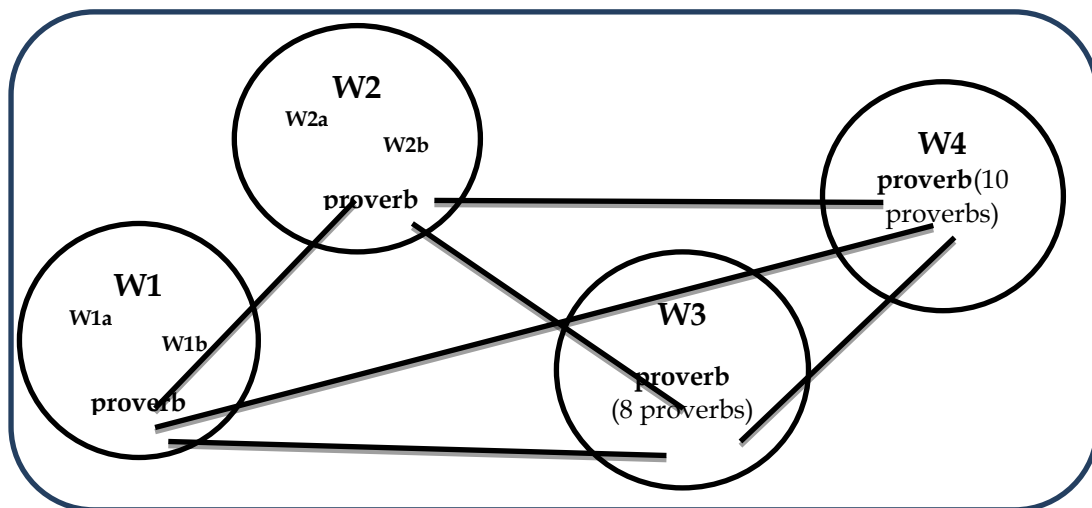 W2
W2a
W2b
proverb
W4
proverb(10
proverbs)
W1
W1a
W1b
proverb
W3
proverb
(8 proverbs)